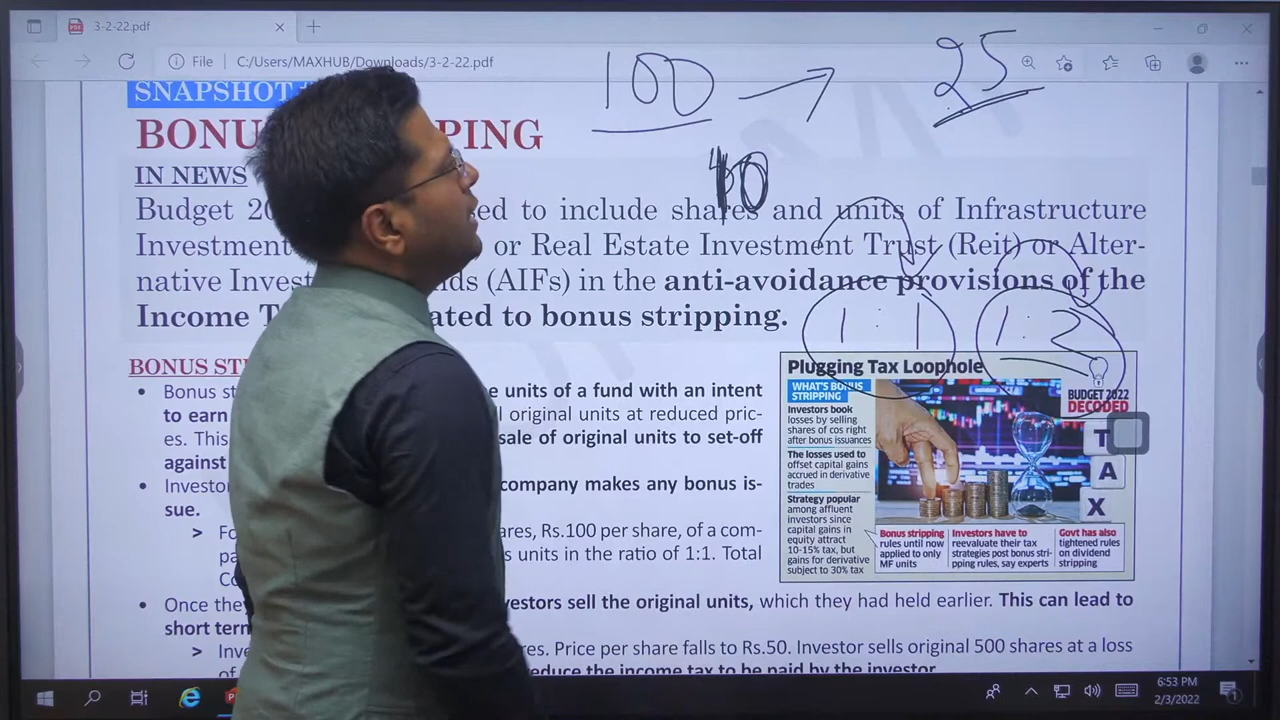 3-2-22.pdf
File C:/Users/MAXHUB/Downloads/3-2-22.pdf
100 → 25
SNAPSHOT
BONU PING
10
IN NEWS
Budget 20 ed to include shares and units of Infrastructure
Investment or Real Estate Investment Trust (Reit) or Alter-
native Invest ds (AIFs) in the anti-avoidance provisions of the
Income T ated to bonus stripping.
1 : 1 1 : 2
BONUS ST
• Bonus st e units of a fund with an intent
to earn l original units at reduced pric-
es. This sale of original units to set-off
against
• Investor company makes any bonus is-
sue.
> Fo ares, Rs.100 per share, of a com-
pa s units in the ratio of 1:1. Total
Co
• Once they vestors sell the original units, which they had held earlier. This can lead to
short term
> Inve res. Price per share falls to Rs.50. Investor sells original 500 shares at a loss
of educe the income tax to be paid by the investor.
Plugging Tax Loophole
WHAT'S BONUS
STRIPPING
Investors book
losses by selling
shares of cos right
after bonus issuances
The losses used to
offset capital gains
accrued in derivative
trades
Strategy popular
among affluent
investors since
capital gains in
equity attract
10-15% tax, but
gains for derivative
subject to 30% tax
BUDGET 2022
DECODED
T
A
X
Bonus stripping
rules until now
applied to only
MF units
Investors have to
reevaluate their tax
strategies post bonus stri-
pping rules, say experts
Govt has also
tightened rules
on dividend
stripping
6:53 PM
2/3/2022